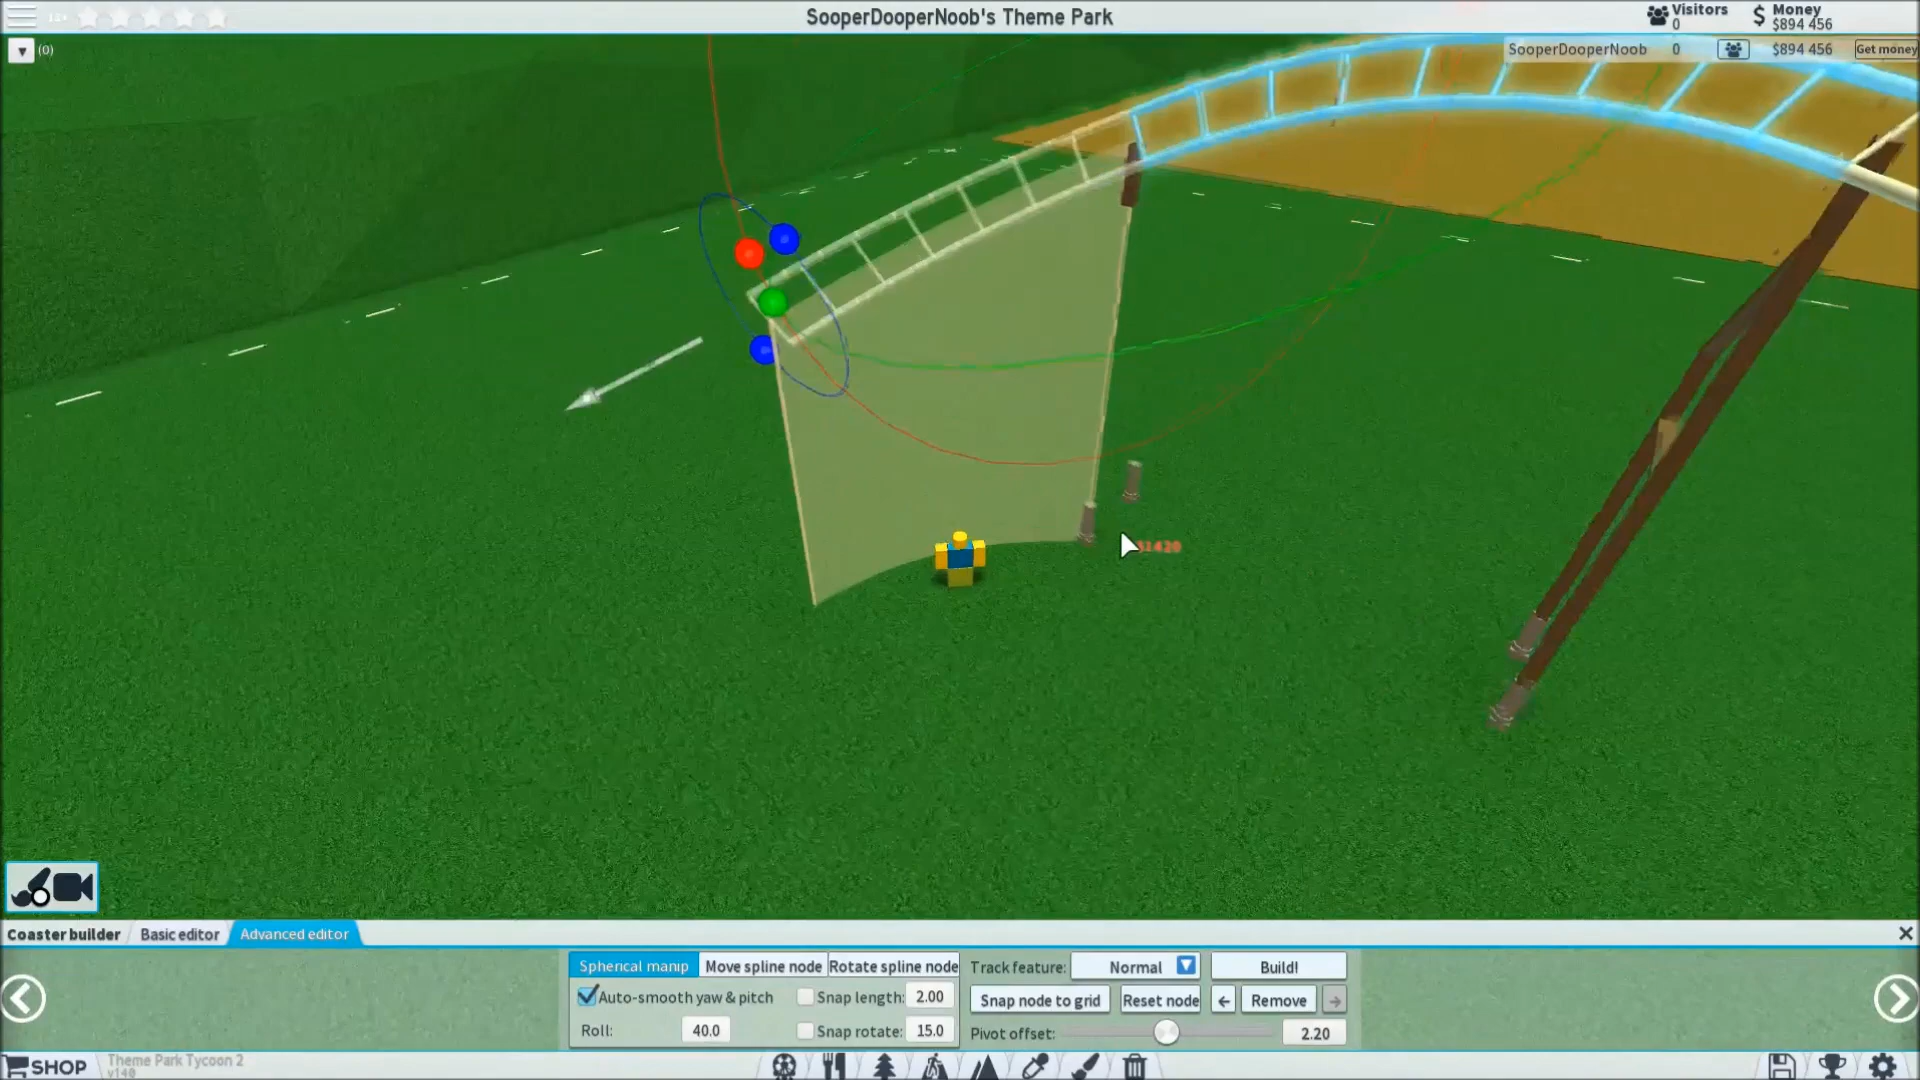 SooperDooperNoob's Theme Park
Visitors
0
Money
$894 456
(0)
SooperDooperNoob 0 $894 456 Get money
Coaster builder Basic editor Advanced editor
Spherical manip Move spline node Rotate spline node Track feature: Normal Build!
Auto-smooth yaw & pitch Snap length: 2.00 Snap node to grid Reset node Remove
Roll: 40.0 Snap rotate: 15.0 Pivot offset: 2.20
SHOP
Theme Park Tycoon 2
v140